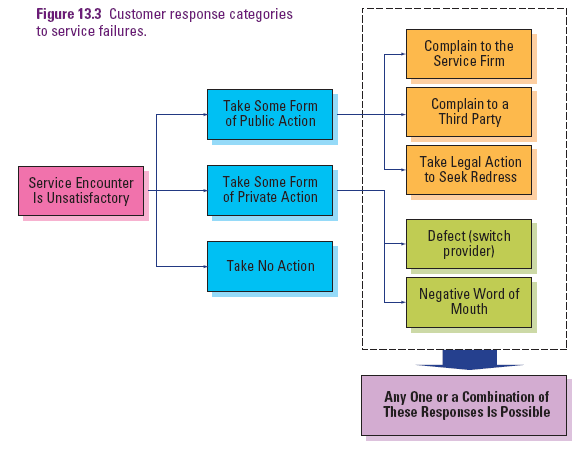 Figure 13.3 Customer response categories
to service failures.
Service Encounter
Is Unsatisfactory
Take Some Form
of Public Action
Take Some Form
of Private Action
Take No Action
Complain to the
Service Firm
Complain to a
Third Party
Take Legal Action
to Seek Redress
Defect (switch
provider)
Negative Word of
Mouth
Any One or a Combination of
These Responses Is Possible